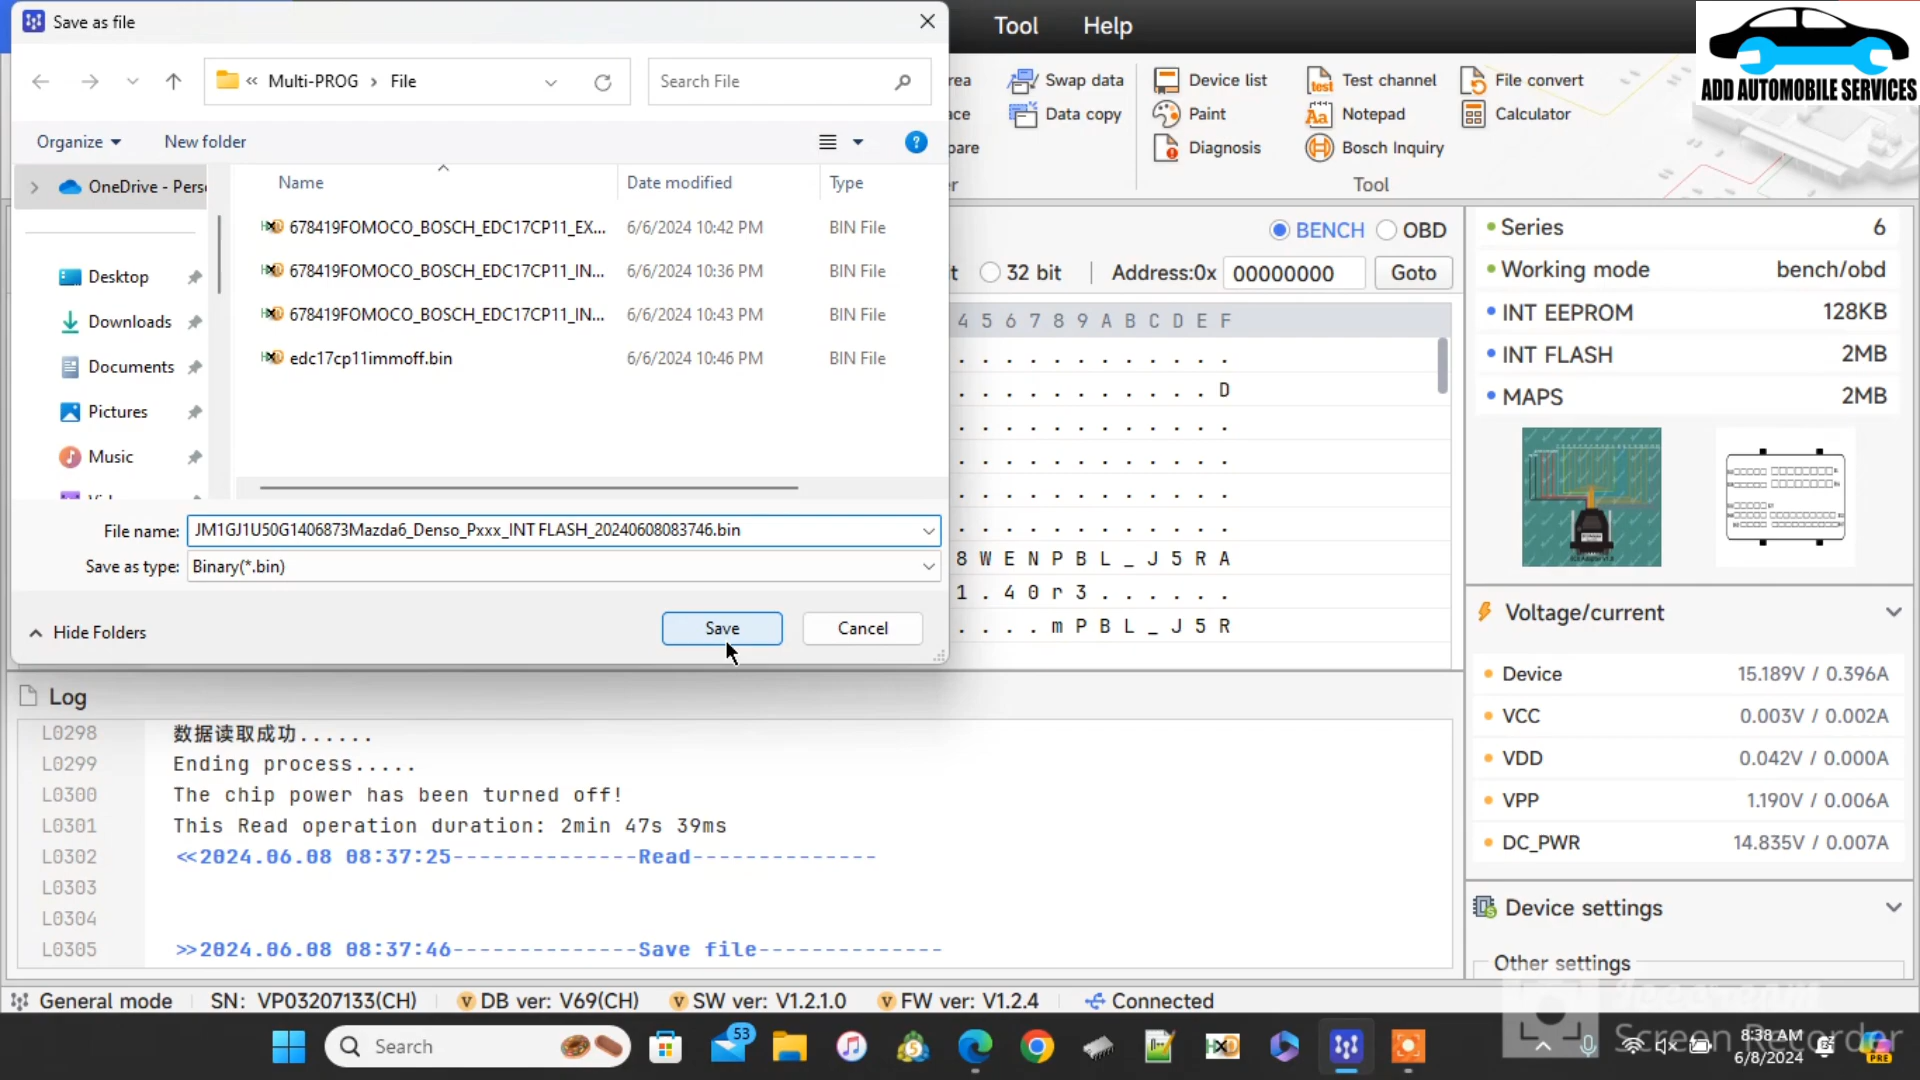 Save as file
Tool Help
ADD AUTOMOBILE SERVICES
« Multi-PROG > File
Search File
Swap data
Device list
Test channel
File convert
Data copy
Paint
Notepad
Calculator
Diagnosis
Bosch Inquiry
Tool
Organize
New folder
Name
Date modified
Type
OneDrive - Pers
678419FOMOCO_BOSCH_EDC17CP11_EX... 6/6/2024 10:42 PM BIN File
678419FOMOCO_BOSCH_EDC17CP11_IN... 6/6/2024 10:36 PM BIN File
678419FOMOCO_BOSCH_EDC17CP11_IN... 6/6/2024 10:43 PM BIN File
edc17cp11immoff.bin 6/6/2024 10:46 PM BIN File
Desktop
Downloads
Documents
Pictures
Music
File name: JM1GJ1U50G1406873Mazda6_Denso_Pxxx_INT FLASH_20240608083746.bin
Save as type: Binary(*.bin)
Hide Folders
Save
Cancel
BENCH OBD
32 bit | Address:0x 00000000 Goto
4 5 6 7 8 9 A B C D E F
. . . . . . . . . . . .
. . . . . . . . . . . D
. . . . . . . . . . . .
. . . . . . . . . . . .
. . . . . . . . . . . .
. . . . . . . . . . . .
8 W E N P B L _ J 5 R A
1 . 4 0 r 3 . . . . . .
. . . . m P B L _ J 5 R
Series 6
Working mode bench/obd
INT EEPROM 128KB
INT FLASH 2MB
MAPS 2MB
Voltage/current
Device 15.189V / 0.396A
VCC 0.003V / 0.002A
VDD 0.042V / 0.000A
VPP 1.190V / 0.006A
DC_PWR 14.835V / 0.007A
Device settings
Other settings
Log
L0298 数据读取成功......
L0299 Ending process.....
L0300 The chip power has been turned off!
L0301 This Read operation duration: 2min 47s 39ms
L0302 <<2024.06.08 08:37:25--------------Read--------------
L0303
L0304
L0305 >>2024.06.08 08:37:46--------------Save file--------------
General mode SN: VP03207133(CH) DB ver: V69(CH) SW ver: V1.2.1.0 FW ver: V1.2.4 Connected
Search
53
Screen Recorder
8:38 AM
6/8/2024
PRE